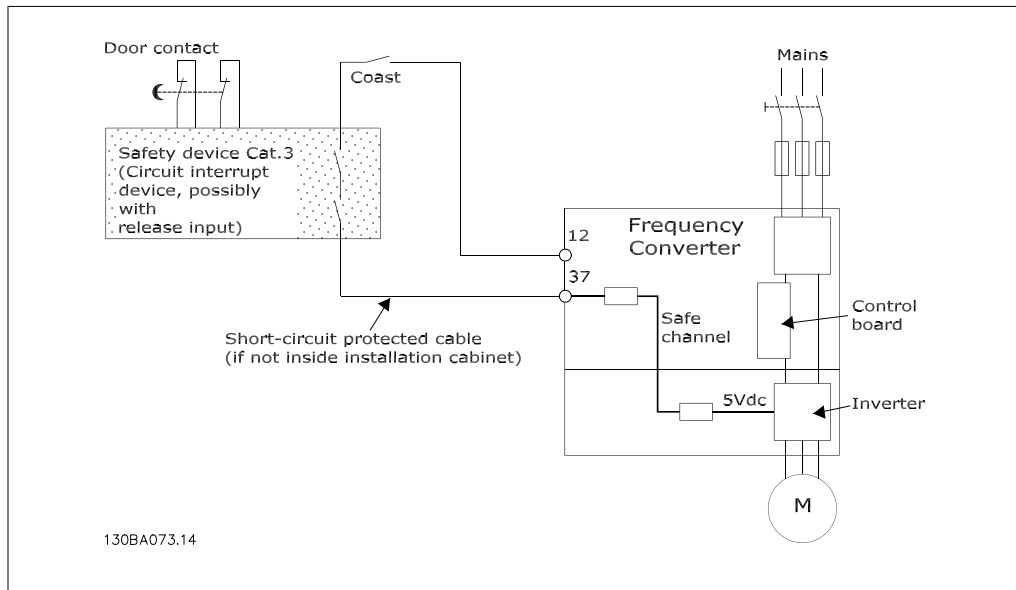 Door contact
Coast
Mains
Safety device Cat.3
(Circuit interrupt
device, possibly
with
release input)
Frequency
Converter
12
37
Safe
channel
Control
board
Short-circuit protected cable
(if not inside installation cabinet)
5Vdc
Inverter
M
130BA073.14